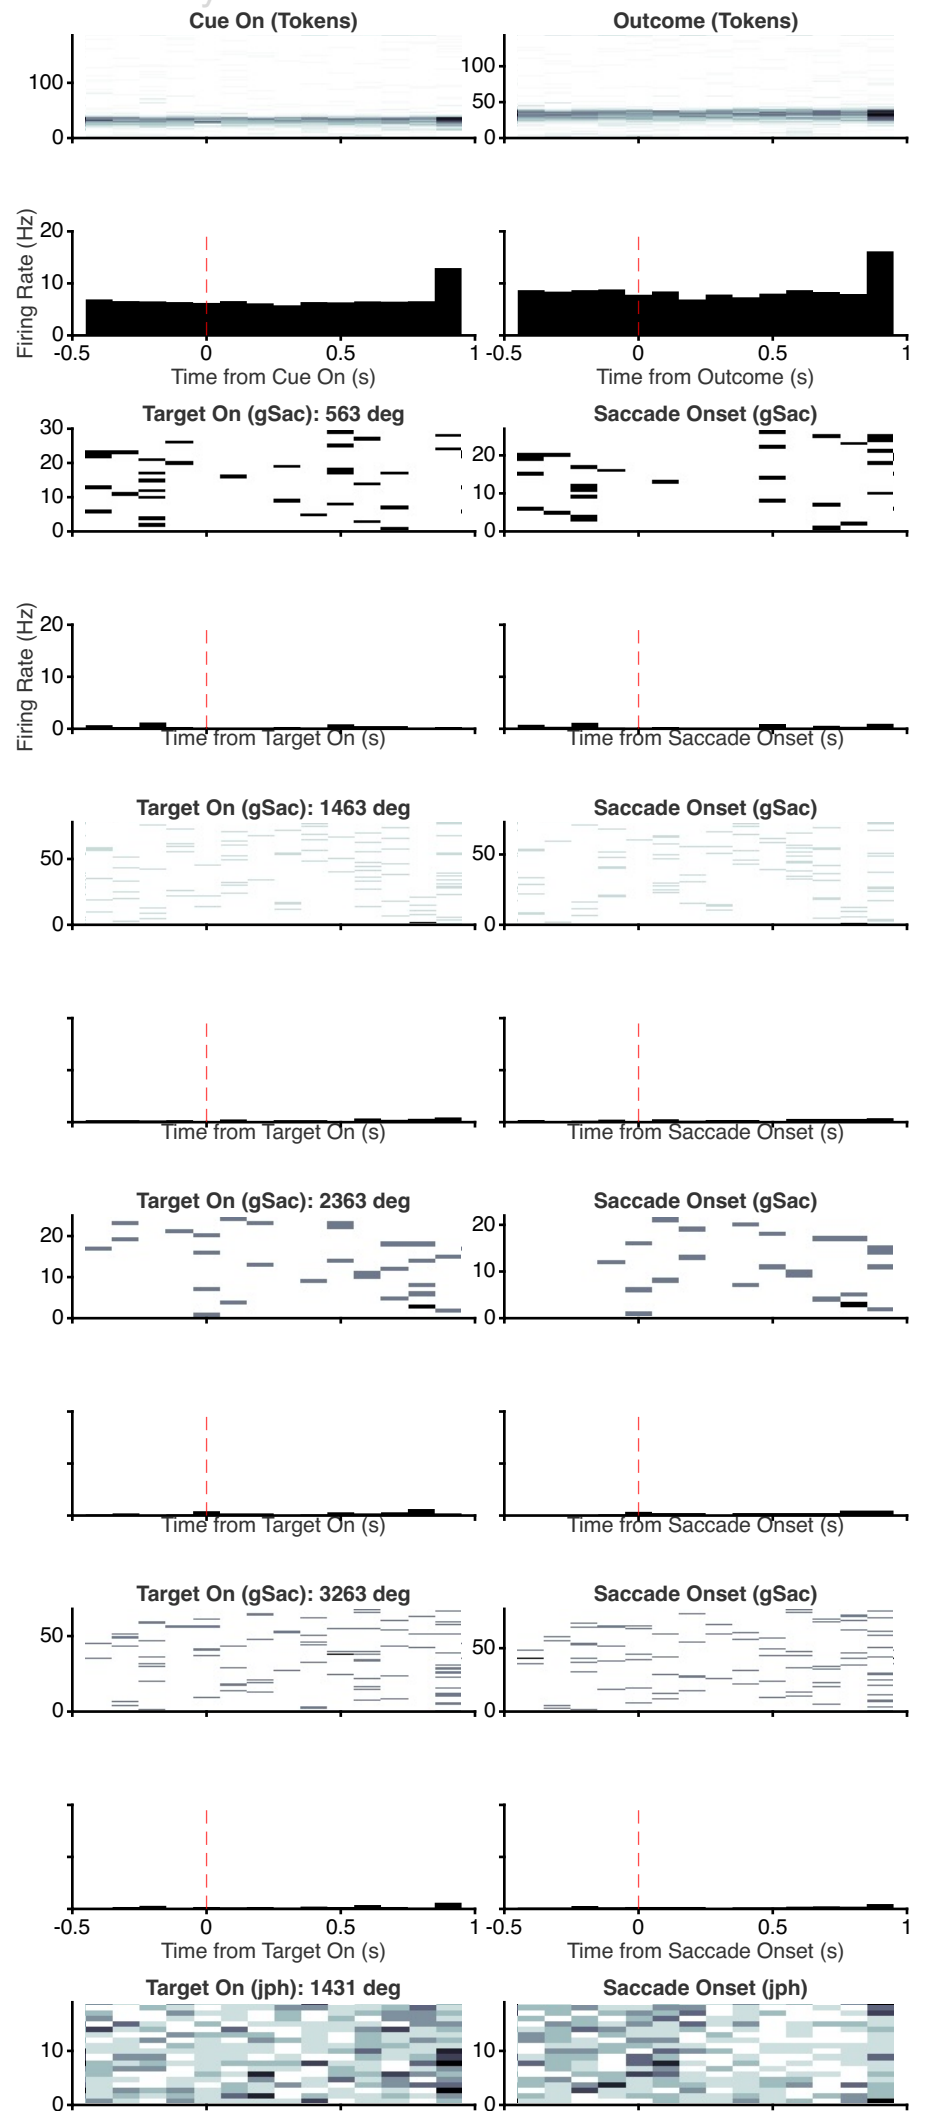 Cue On (Tokens) Outcome (Tokens)
100 100
50
0 0
Firing Rate (Hz)
20
10
0
-0.5 0 0.5 1 -0.5 0 0.5 1
Time from Cue On (s) Time from Outcome (s)
Target On (gSac): 563 deg Saccade Onset (gSac)
30
20 20
10 10
0 0
Firing Rate (Hz)
20
10
0
Time from Target On (s) Time from Saccade Onset (s)
Target On (gSac): 1463 deg Saccade Onset (gSac)
50 50
0 0
Time from Target On (s) Time from Saccade Onset (s)
Target On (gSac): 2363 deg Saccade Onset (gSac)
20 20
10 10
0 0
Time from Target On (s) Time from Saccade Onset (s)
Target On (gSac): 3263 deg Saccade Onset (gSac)
50 50
0 0
-0.5 0 0.5 1 -0.5 0 0.5 1
Time from Target On (s) Time from Saccade Onset (s)
Target On (jph): 1431 deg Saccade Onset (jph)
10 10
0 0